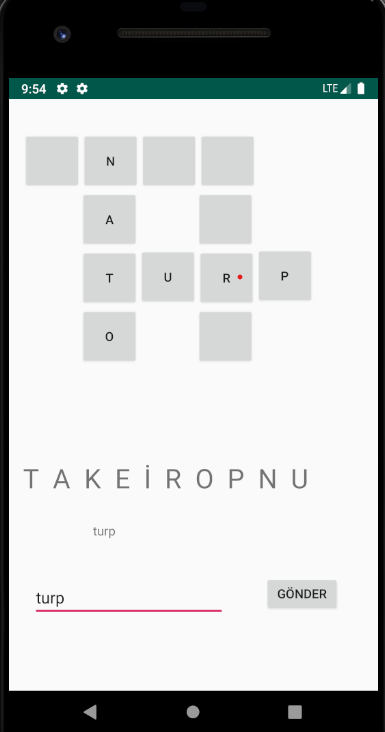 9:54 LTE
N
A
T U R P
O
T A K E İ R O P N U
turp
turp GÖNDER